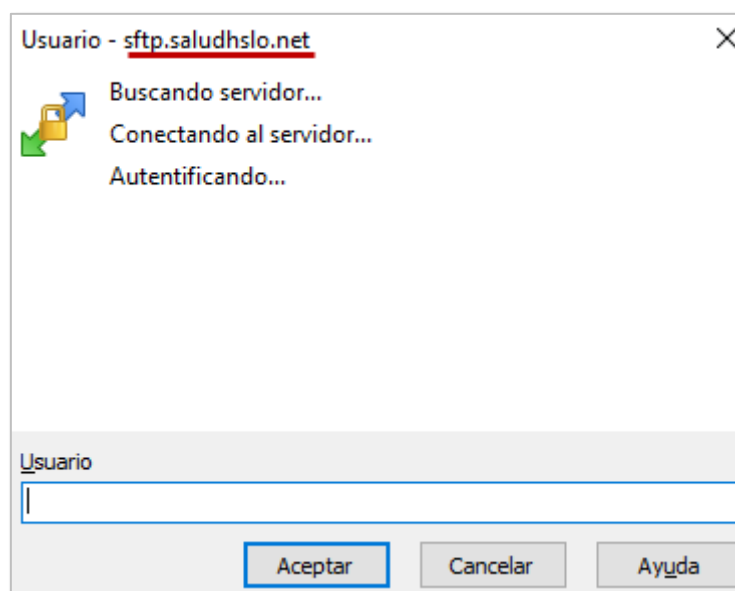 Usuario - sftp.saludhslo.net
Buscando servidor...
Conectando al servidor...
Autentificando...
Usuario
Aceptar
Cancelar
Ayuda